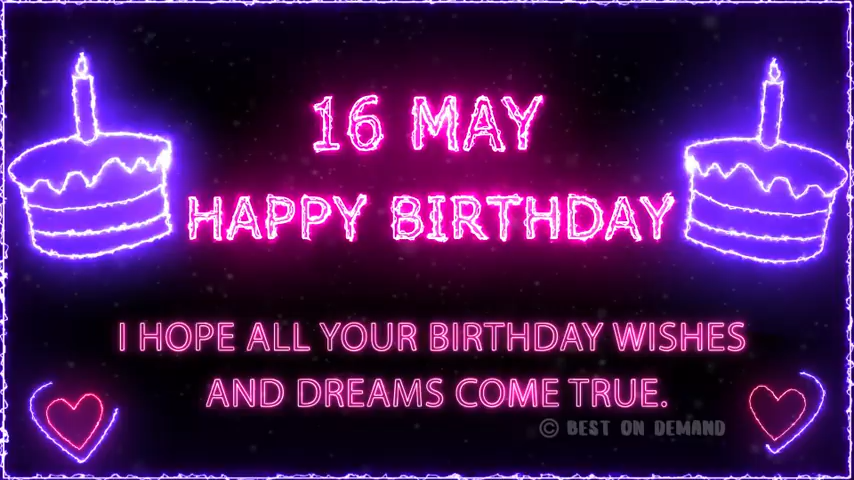 16 MAY
HAPPY BIRTHDAY
I HOPE ALL YOUR BIRTHDAY WISHES
AND DREAMS COME TRUE.
© BEST ON DEMAND